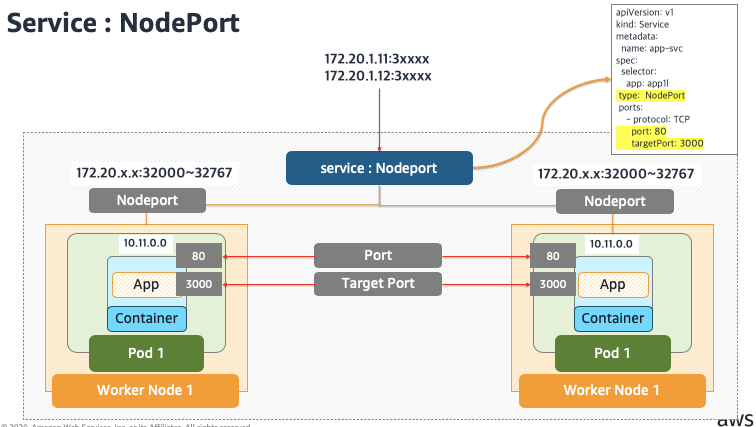 Service : NodePort
apiVersion: v1
kind: Service
metadata:
name: app-svc
spec:
selector:
app: app1l
type: NodePort
ports:
- protocol: TCP
port: 80
targetPort: 3000
172.20.1.11:3xxxx
172.20.1.12:3xxxx
service : Nodeport
172.20.x.x:32000~32767
172.20.x.x:32000~32767
Nodeport
Nodeport
10.11.0.0
10.11.0.0
80
Port
80
App
3000
Target Port
3000
App
Container
Container
Pod 1
Pod 1
Worker Node 1
Worker Node 1
© 2020, Amazon Web Services, Inc. or its Affiliates. All rights reserved.
aws